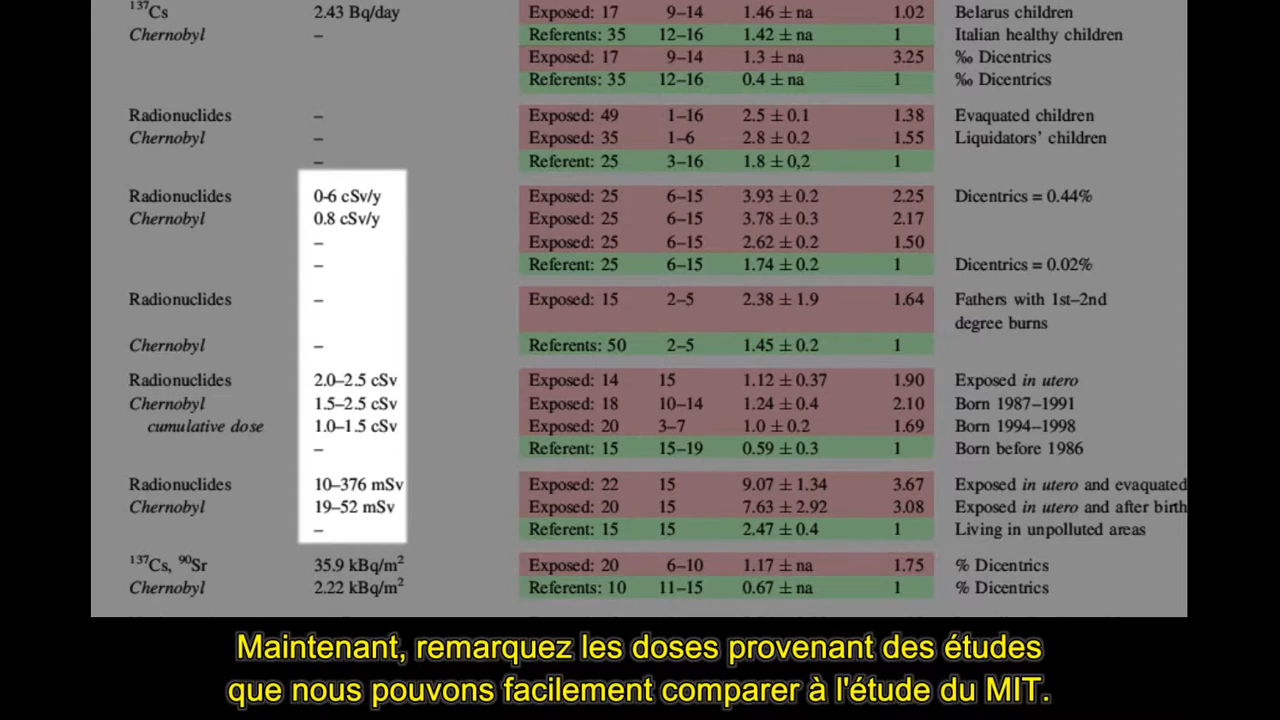 137Cs 2.43 Bq/day Exposed: 17 9–14 1.46 ± na 1.02 Belarus children
Chernobyl – Referents: 35 12–16 1.42 ± na 1 Italian healthy children
Exposed: 17 9–14 1.3 ± na 3.25 ‰ Dicentrics
Referents: 35 12–16 0.4 ± na 1 ‰ Dicentrics
Radionuclides – Exposed: 49 1–16 2.5 ± 0.1 1.38 Evaquated children
Chernobyl – Exposed: 35 1–6 2.8 ± 0.2 1.55 Liquidators' children
– Referent: 25 3–16 1.8 ± 0,2 1
Radionuclides 0-6 cSv/y Exposed: 25 6–15 3.93 ± 0.2 2.25 Dicentrics = 0.44%
Chernobyl 0.8 cSv/y Exposed: 25 6–15 3.78 ± 0.3 2.17
– Exposed: 25 6–15 2.62 ± 0.2 1.50
– Referent: 25 6–15 1.74 ± 0.2 1 Dicentrics = 0.02%
Radionuclides – Exposed: 15 2–5 2.38 ± 1.9 1.64 Fathers with 1st–2nd
degree burns
Chernobyl – Referents: 50 2–5 1.45 ± 0.2 1
Radionuclides 2.0–2.5 cSv Exposed: 14 15 1.12 ± 0.37 1.90 Exposed in utero
Chernobyl 1.5–2.5 cSv Exposed: 18 10–14 1.24 ± 0.4 2.10 Born 1987–1991
cumulative dose 1.0–1.5 cSv Exposed: 20 3–7 1.0 ± 0.2 1.69 Born 1994–1998
– Referent: 15 15–19 0.59 ± 0.3 1 Born before 1986
Radionuclides 10–376 mSv Exposed: 22 15 9.07 ± 1.34 3.67 Exposed in utero and evaquated
Chernobyl 19–52 mSv Exposed: 20 15 7.63 ± 2.92 3.08 Exposed in utero and after birth
– Referent: 15 15 2.47 ± 0.4 1 Living in unpolluted areas
137Cs, 90Sr 35.9 kBq/m2 Exposed: 20 6–10 1.17 ± na 1.75 % Dicentrics
Chernobyl 2.22 kBq/m2 Referents: 10 11–15 0.67 ± na 1 % Dicentrics
Maintenant, remarquez les doses provenant des études
que nous pouvons facilement comparer à l'étude du MIT.